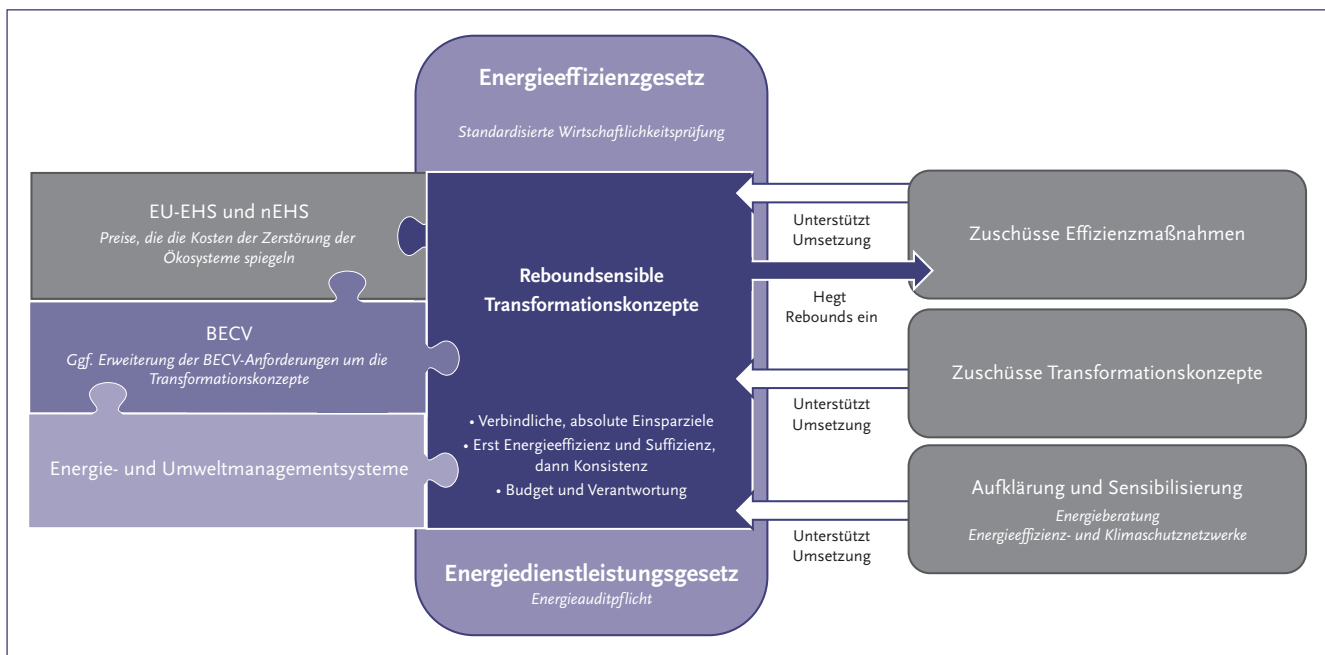 Energieeffizienzgesetz
Standardisierte Wirtschaftlichkeitsprüfung
EU-EHS und nEHS
Preise, die die Kosten der Zerstörung der
Ökosysteme spiegeln
BECV
Ggf. Erweiterung der BECV-Anforderungen um die
Transformationskonzepte
Energie- und Umweltmanagementsysteme
Reboundsensible
Transformationskonzepte
• Verbindliche, absolute Einsparziele
• Erst Energieeffizienz und Suffizienz,
dann Konsistenz
• Budget und Verantwortung
Energiedienstleistungsgesetz
Energieauditpflicht
Unterstützt
Umsetzung
Hegt
Rebounds ein
Unterstützt
Umsetzung
Unterstützt
Umsetzung
Zuschüsse Effizienzmaßnahmen
Zuschüsse Transformationskonzepte
Aufklärung und Sensibilisierung
Energieberatung
Energieeffizienz- und Klimaschutznetzwerke